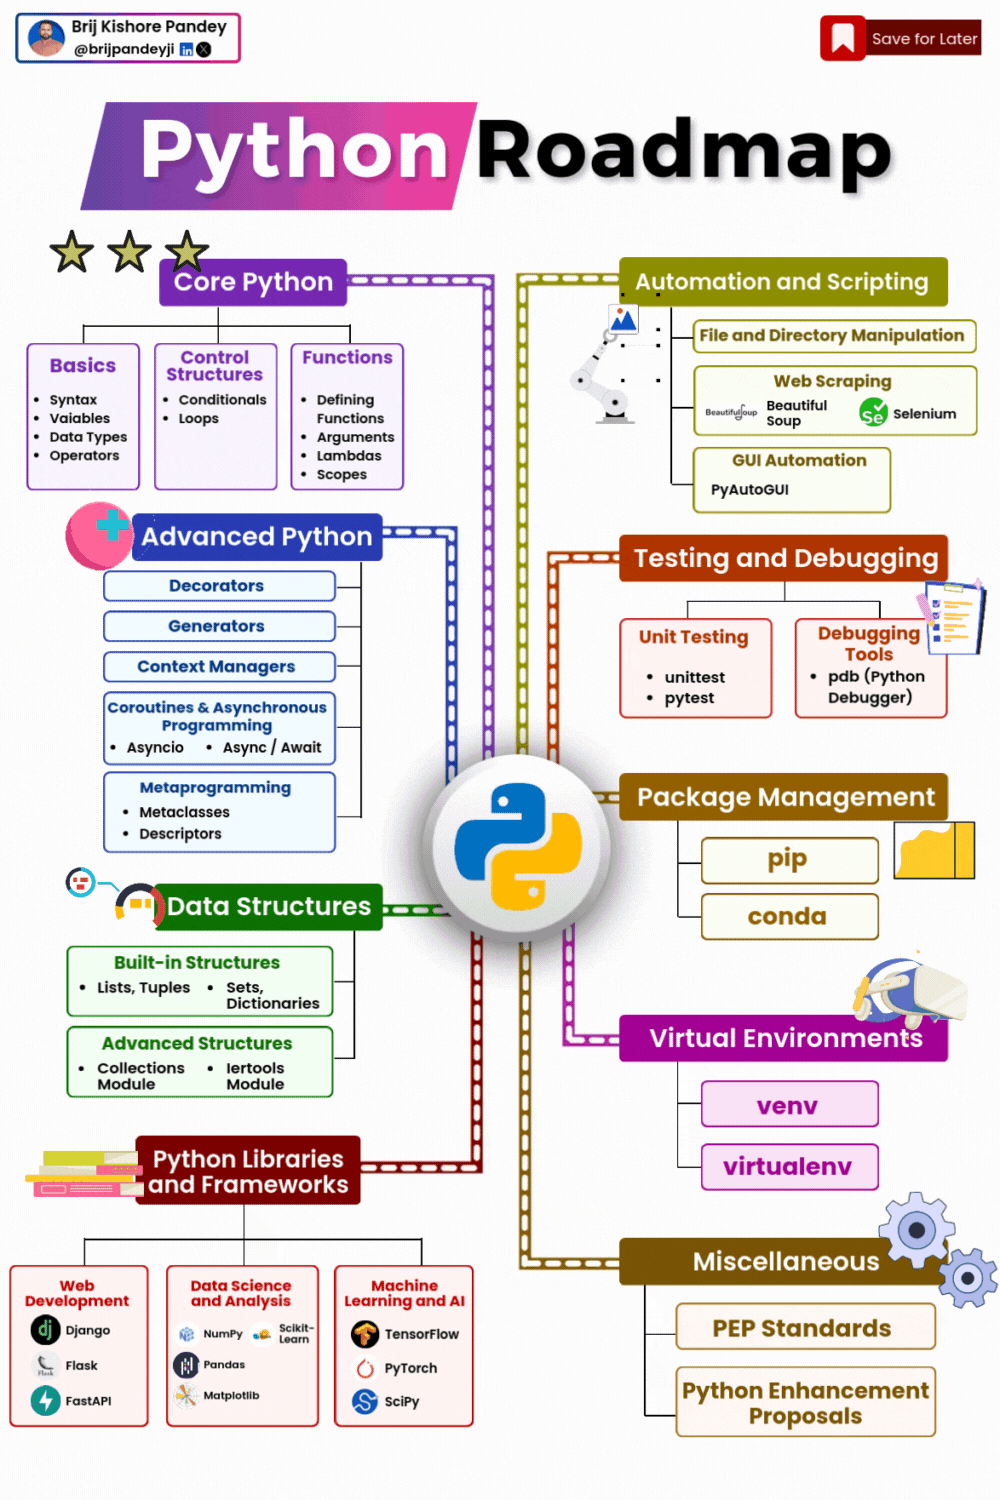 Brij Kishore Pandey
@brijpandeyji in X
Save for Later
Python Roadmap
Core Python
Basics
• Syntax
• Vaiables
• Data Types
• Operators
Control
Structures
• Conditionals
• Loops
Functions
• Defining
Functions
• Arguments
• Lambdas
• Scopes
Advanced Python
Decorators
Generators
Context Managers
Coroutines & Asynchronous
Programming
• Asyncio • Async / Await
Metaprogramming
• Metaclasses
• Descriptors
Data Structures
Built-in Structures
• Lists, Tuples • Sets,
Dictionaries
Advanced Structures
• Collections • Iertools
Module Module
Python Libraries
and Frameworks
Web
Development
dj Django
Flask Flask
FastAPI
Data Science
and Analysis
NumPy
Scikit-
Learn
Pandas
Matplotlib
Machine
Learning and AI
TensorFlow
PyTorch
SciPy
Automation and Scripting
File and Directory Manipulation
Web Scraping
BeautifulSoup Beautiful
Soup
Se Selenium
GUI Automation
PyAutoGUI
Testing and Debugging
Unit Testing
• unittest
• pytest
Debugging
Tools
• pdb (Python
Debugger)
Package Management
pip
conda
Virtual Environments
venv
virtualenv
Miscellaneous
PEP Standards
Python Enhancement
Proposals